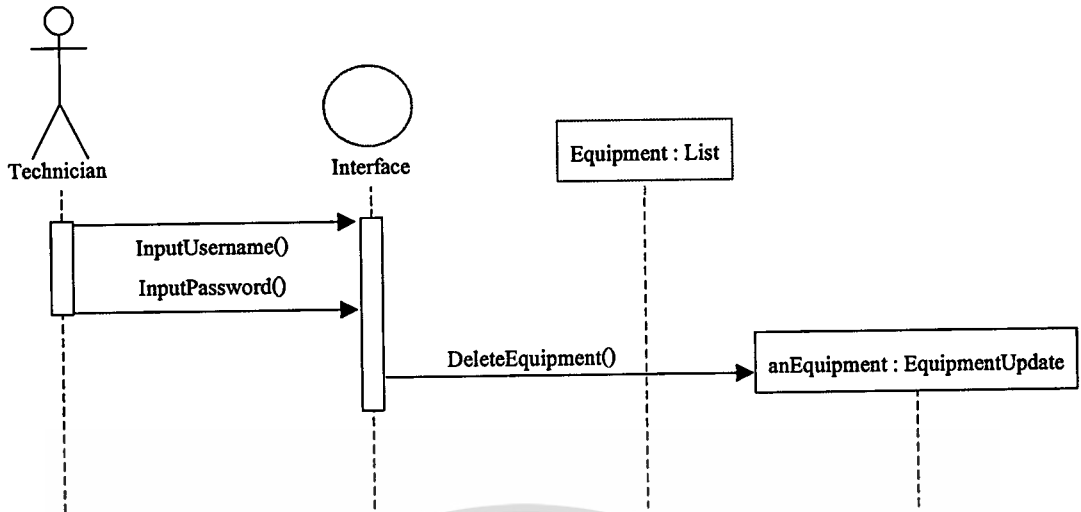 Technician
Interface
Equipment : List
InputUsername()
InputPassword()
DeleteEquipment()
anEquipment : EquipmentUpdate